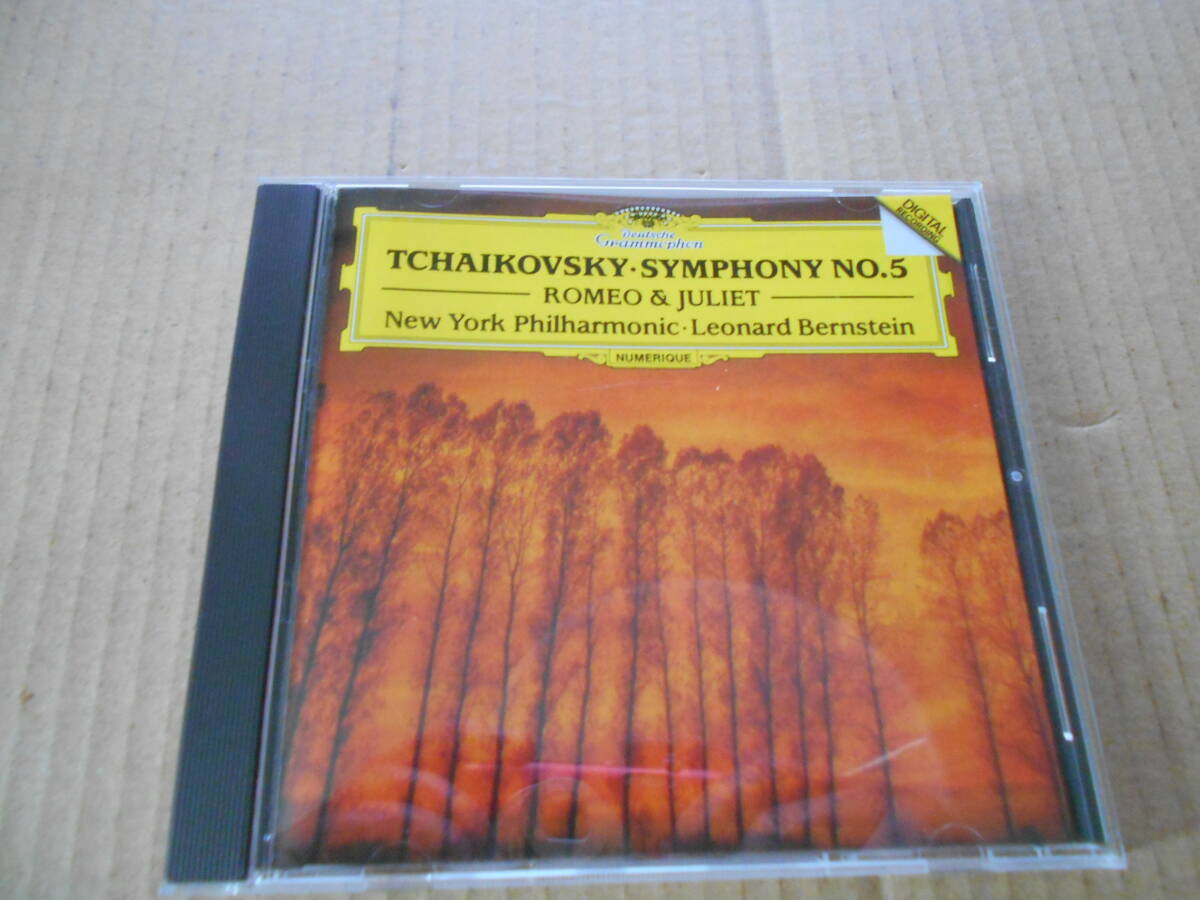 Deutsche
Grammophon
DIGITAL
RECORDING
TCHAIKOVSKY·SYMPHONY NO.5
ROMEO & JULIET
New York Philharmonic·Leonard Bernstein
NUMERIQUE